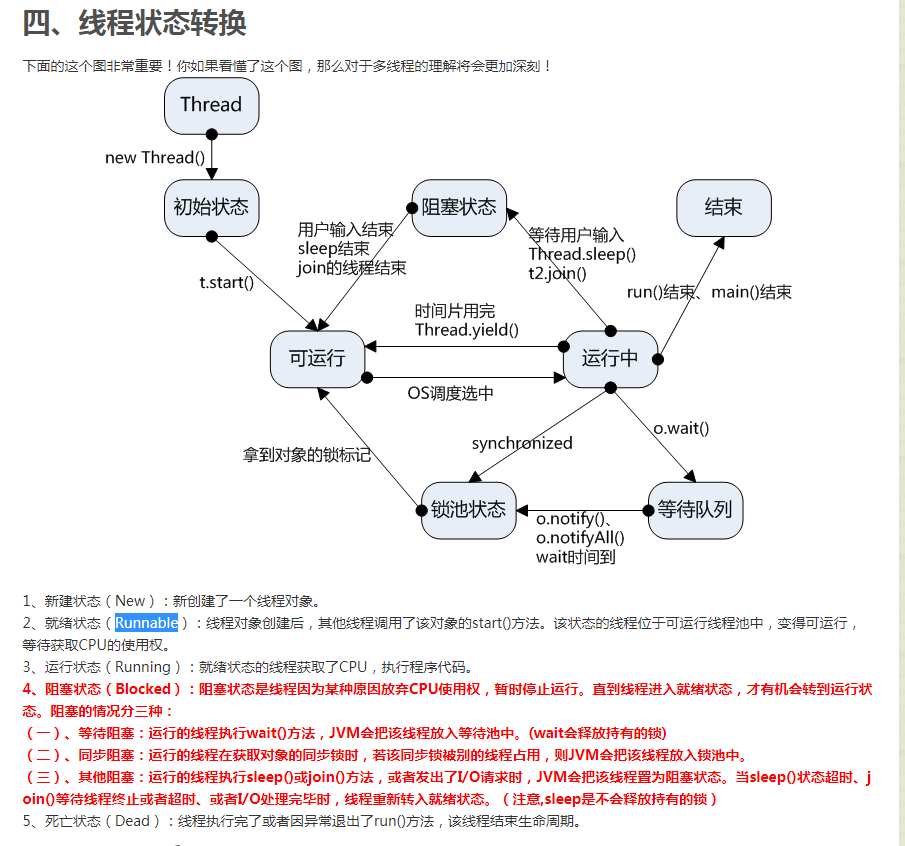 四、线程状态转换
下面的这个图非常重要！你如果看懂了这个图，那么对于多线程的理解将会更加深刻！
Thread
new Thread()
初始状态
阻塞状态
结束
用户输入结束
sleep结束
join的线程结束
等待用户输入
Thread.sleep()
t2.join()
t.start()
run()结束、main()结束
时间片用完
Thread.yield()
可运行
运行中
OS调度选中
synchronized
o.wait()
拿到对象的锁标记
锁池状态
等待队列
o.notify()、
o.notifyAll()
wait时间到
1、新建状态（New）：新创建了一个线程对象。
2、就绪状态（Runnable）：线程对象创建后，其他线程调用了该对象的start()方法。该状态的线程位于可运行线程池中，变得可运行，
等待获取CPU的使用权。
3、运行状态（Running）：就绪状态的线程获取了CPU，执行程序代码。
4、阻塞状态（Blocked）：阻塞状态是线程因为某种原因放弃CPU使用权，暂时停止运行。直到线程进入就绪状态，才有机会转到运行状
态。阻塞的情况分三种：
（一）、等待阻塞：运行的线程执行wait()方法，JVM会把该线程放入等待池中。(wait会释放持有的锁)
（二）、同步阻塞：运行的线程在获取对象的同步锁时，若该同步锁被别的线程占用，则JVM会把该线程放入锁池中。
（三）、其他阻塞：运行的线程执行sleep()或join()方法，或者发出了I/O请求时，JVM会把该线程置为阻塞状态。当sleep()状态超时、j
oin()等待线程终止或者超时、或者I/O处理完毕时，线程重新转入就绪状态。（注意,sleep是不会释放持有的锁）
5、死亡状态（Dead）：线程执行完了或者因异常退出了run()方法，该线程结束生命周期。